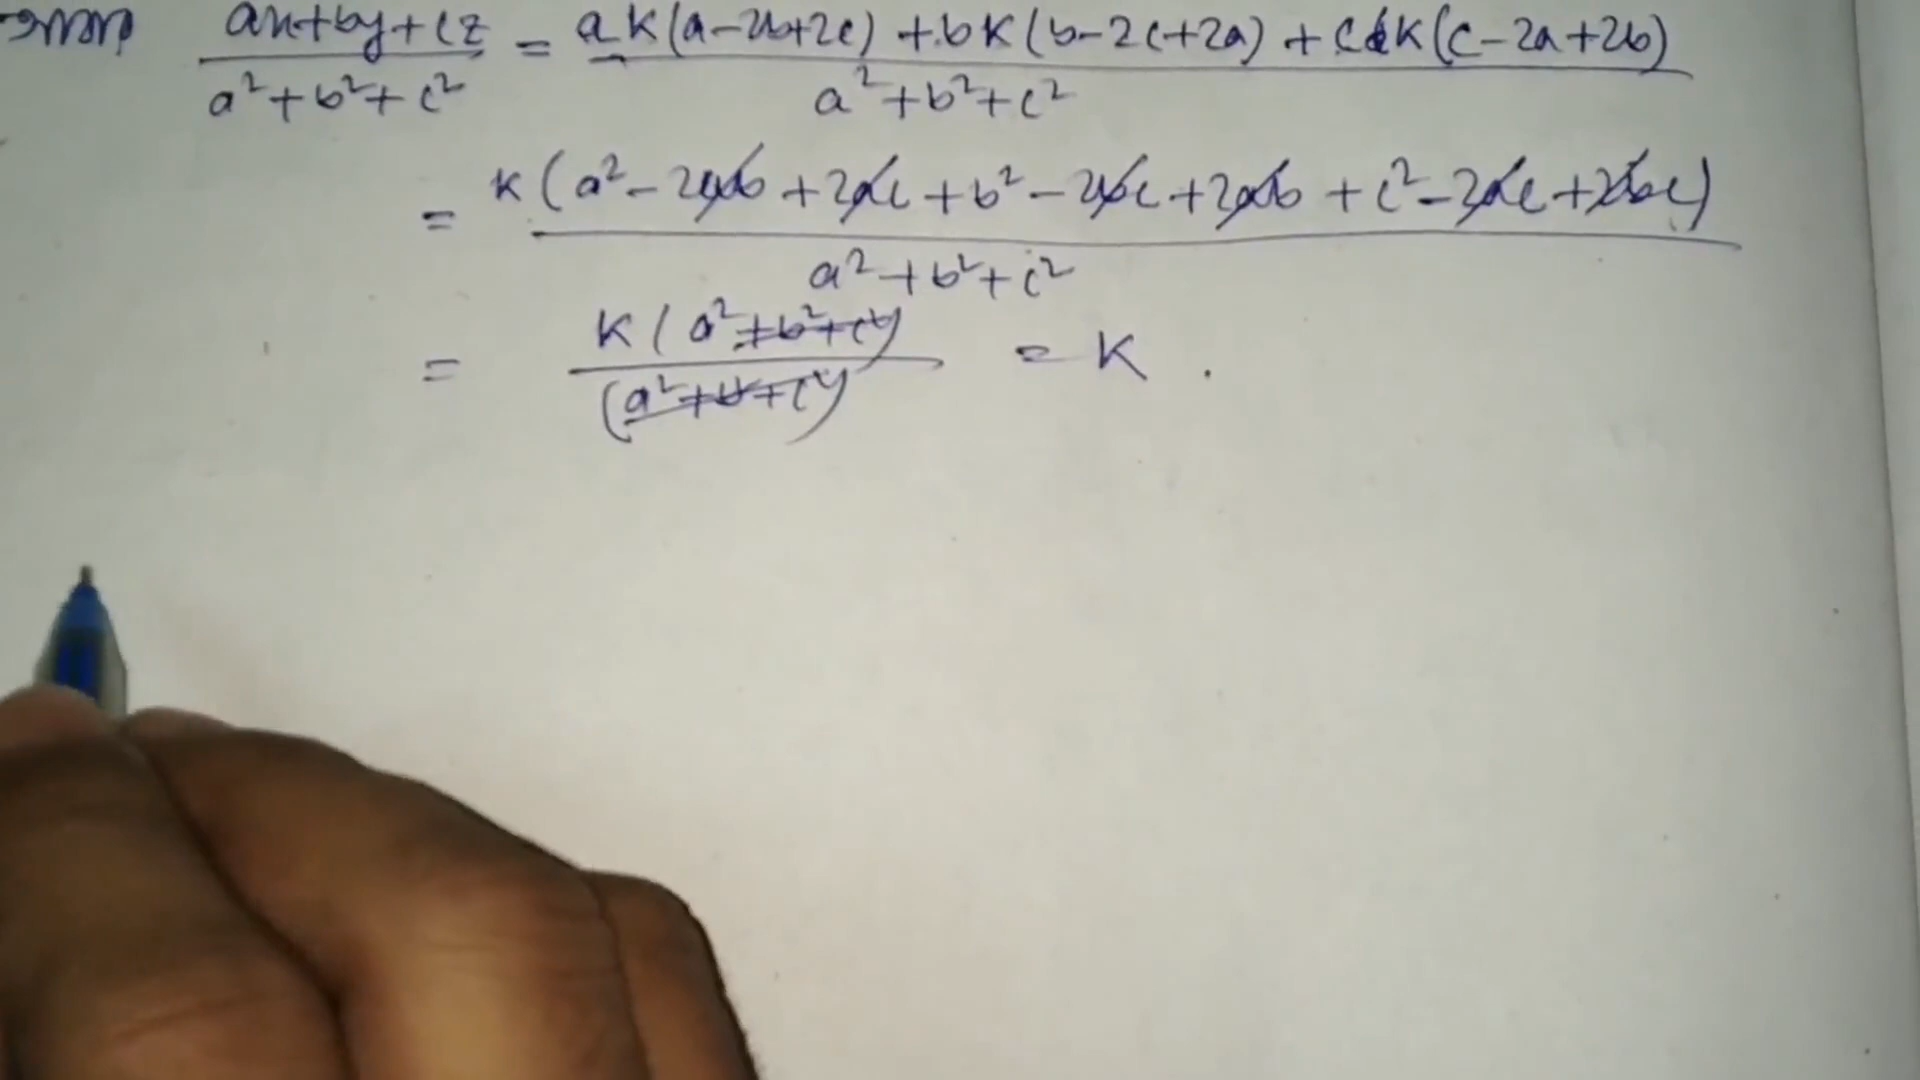 ax+by+cz / a²+b²+c² = ak(a-2b+2c) + bk(b-2c+2a) + ck(c-2a+2b) / a²+b²+c²
= k(a²-2ab+2ac+b²-2bc+2ab+c²-2ac+2bc) / a²+b²+c²
= k(a²+b²+c²) / (a²+b²+c²) = k.